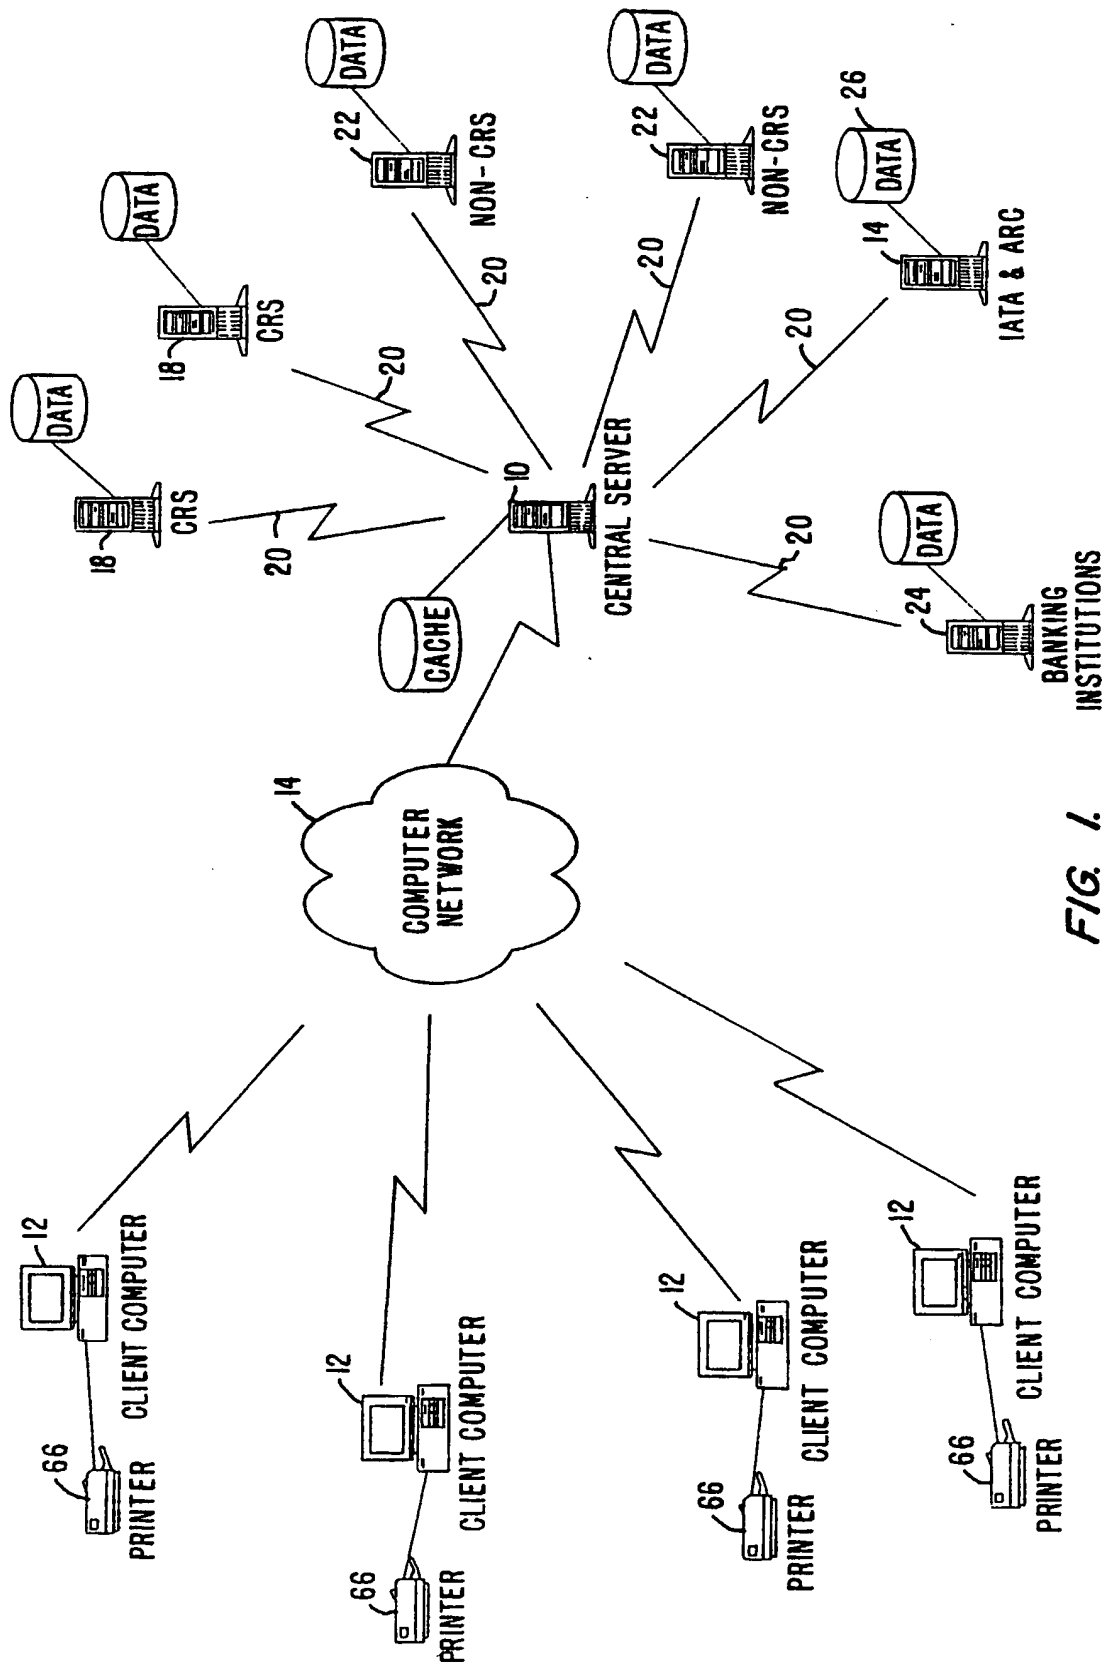 66
PRINTER
12
CLIENT COMPUTER
66
PRINTER
12
CLIENT COMPUTER
66
PRINTER
12
CLIENT COMPUTER
66
PRINTER
12
CLIENT COMPUTER
14
COMPUTER
NETWORK
CACHE
10
CENTRAL SERVER
20
18
CRS
DATA
20
18
CRS
DATA
20
22
NON-CRS
DATA
20
22
NON-CRS
DATA
20
14
IATA & ARC
DATA
26
20
24
BANKING
INSTITUTIONS
DATA
FIG. 1.